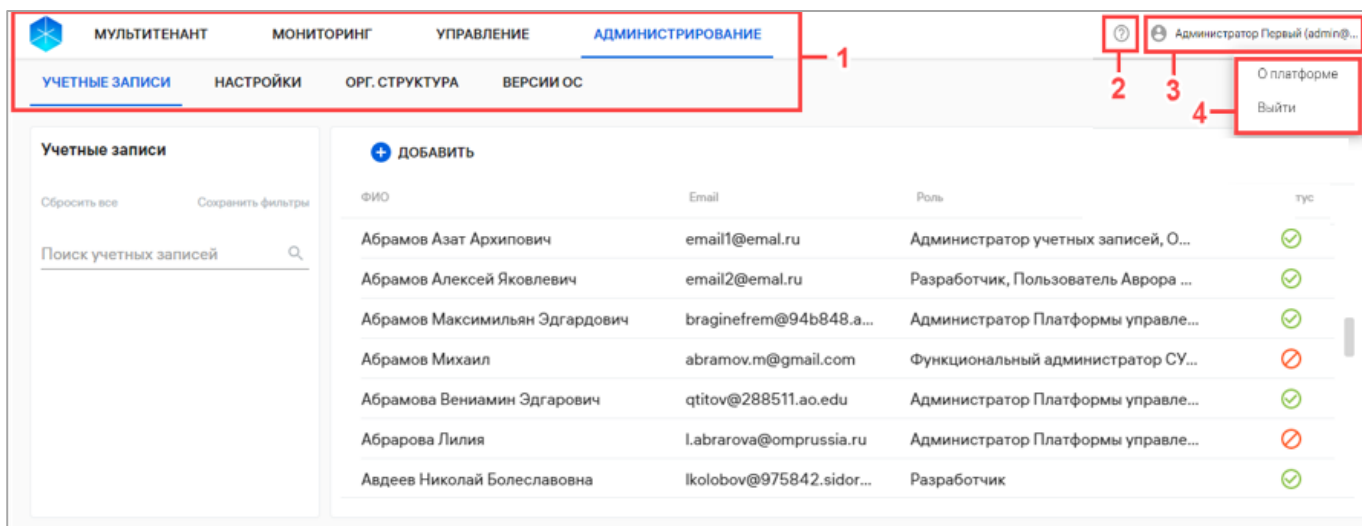 МУЛЬТИТЕНАНТ МОНИТОРИНГ УПРАВЛЕНИЕ АДМИНИСТРИРОВАНИЕ Администратор Первый (admin@...
1
УЧЕТНЫЕ ЗАПИСИ НАСТРОЙКИ ОРГ. СТРУКТУРА ВЕРСИИ ОС
2
3
4
О платформе
Выйти
Учетные записи
Сбросить все Сохранить фильтры
Поиск учетных записей
ДОБАВИТЬ
ФИО Email Роль тус
Абрамов Азат Архипович email1@emal.ru Администратор учетных записей, О...
Абрамов Алексей Яковлевич email2@emal.ru Разработчик, Пользователь Аврора ...
Абрамов Максимильян Эдгардович braginefrem@94b848.a... Администратор Платформы управле...
Абрамов Михаил abramov.m@gmail.com Функциональный администратор СУ...
Абрамова Вениамин Эдгарович qtitov@288511.ao.edu Администратор Платформы управле...
Абрарова Лилия l.abrarova@omprussia.ru Администратор Платформы управле...
Авдеев Николай Болеславовна lkolobov@975842.sidor... Разработчик